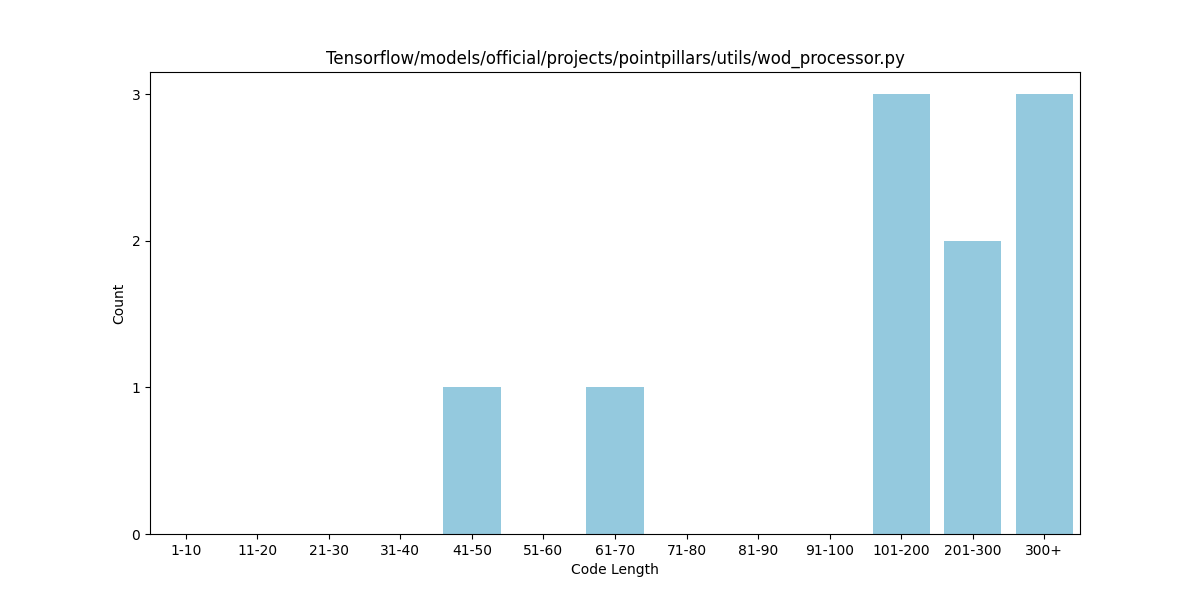 Tensorflow/models/official/projects/pointpillars/utils/wod_processor.py
3
2
1
0
Count
1-10 11-20 21-30 31-40 41-50 51-60 61-70 71-80 81-90 91-100 101-200 201-300 300+
Code Length